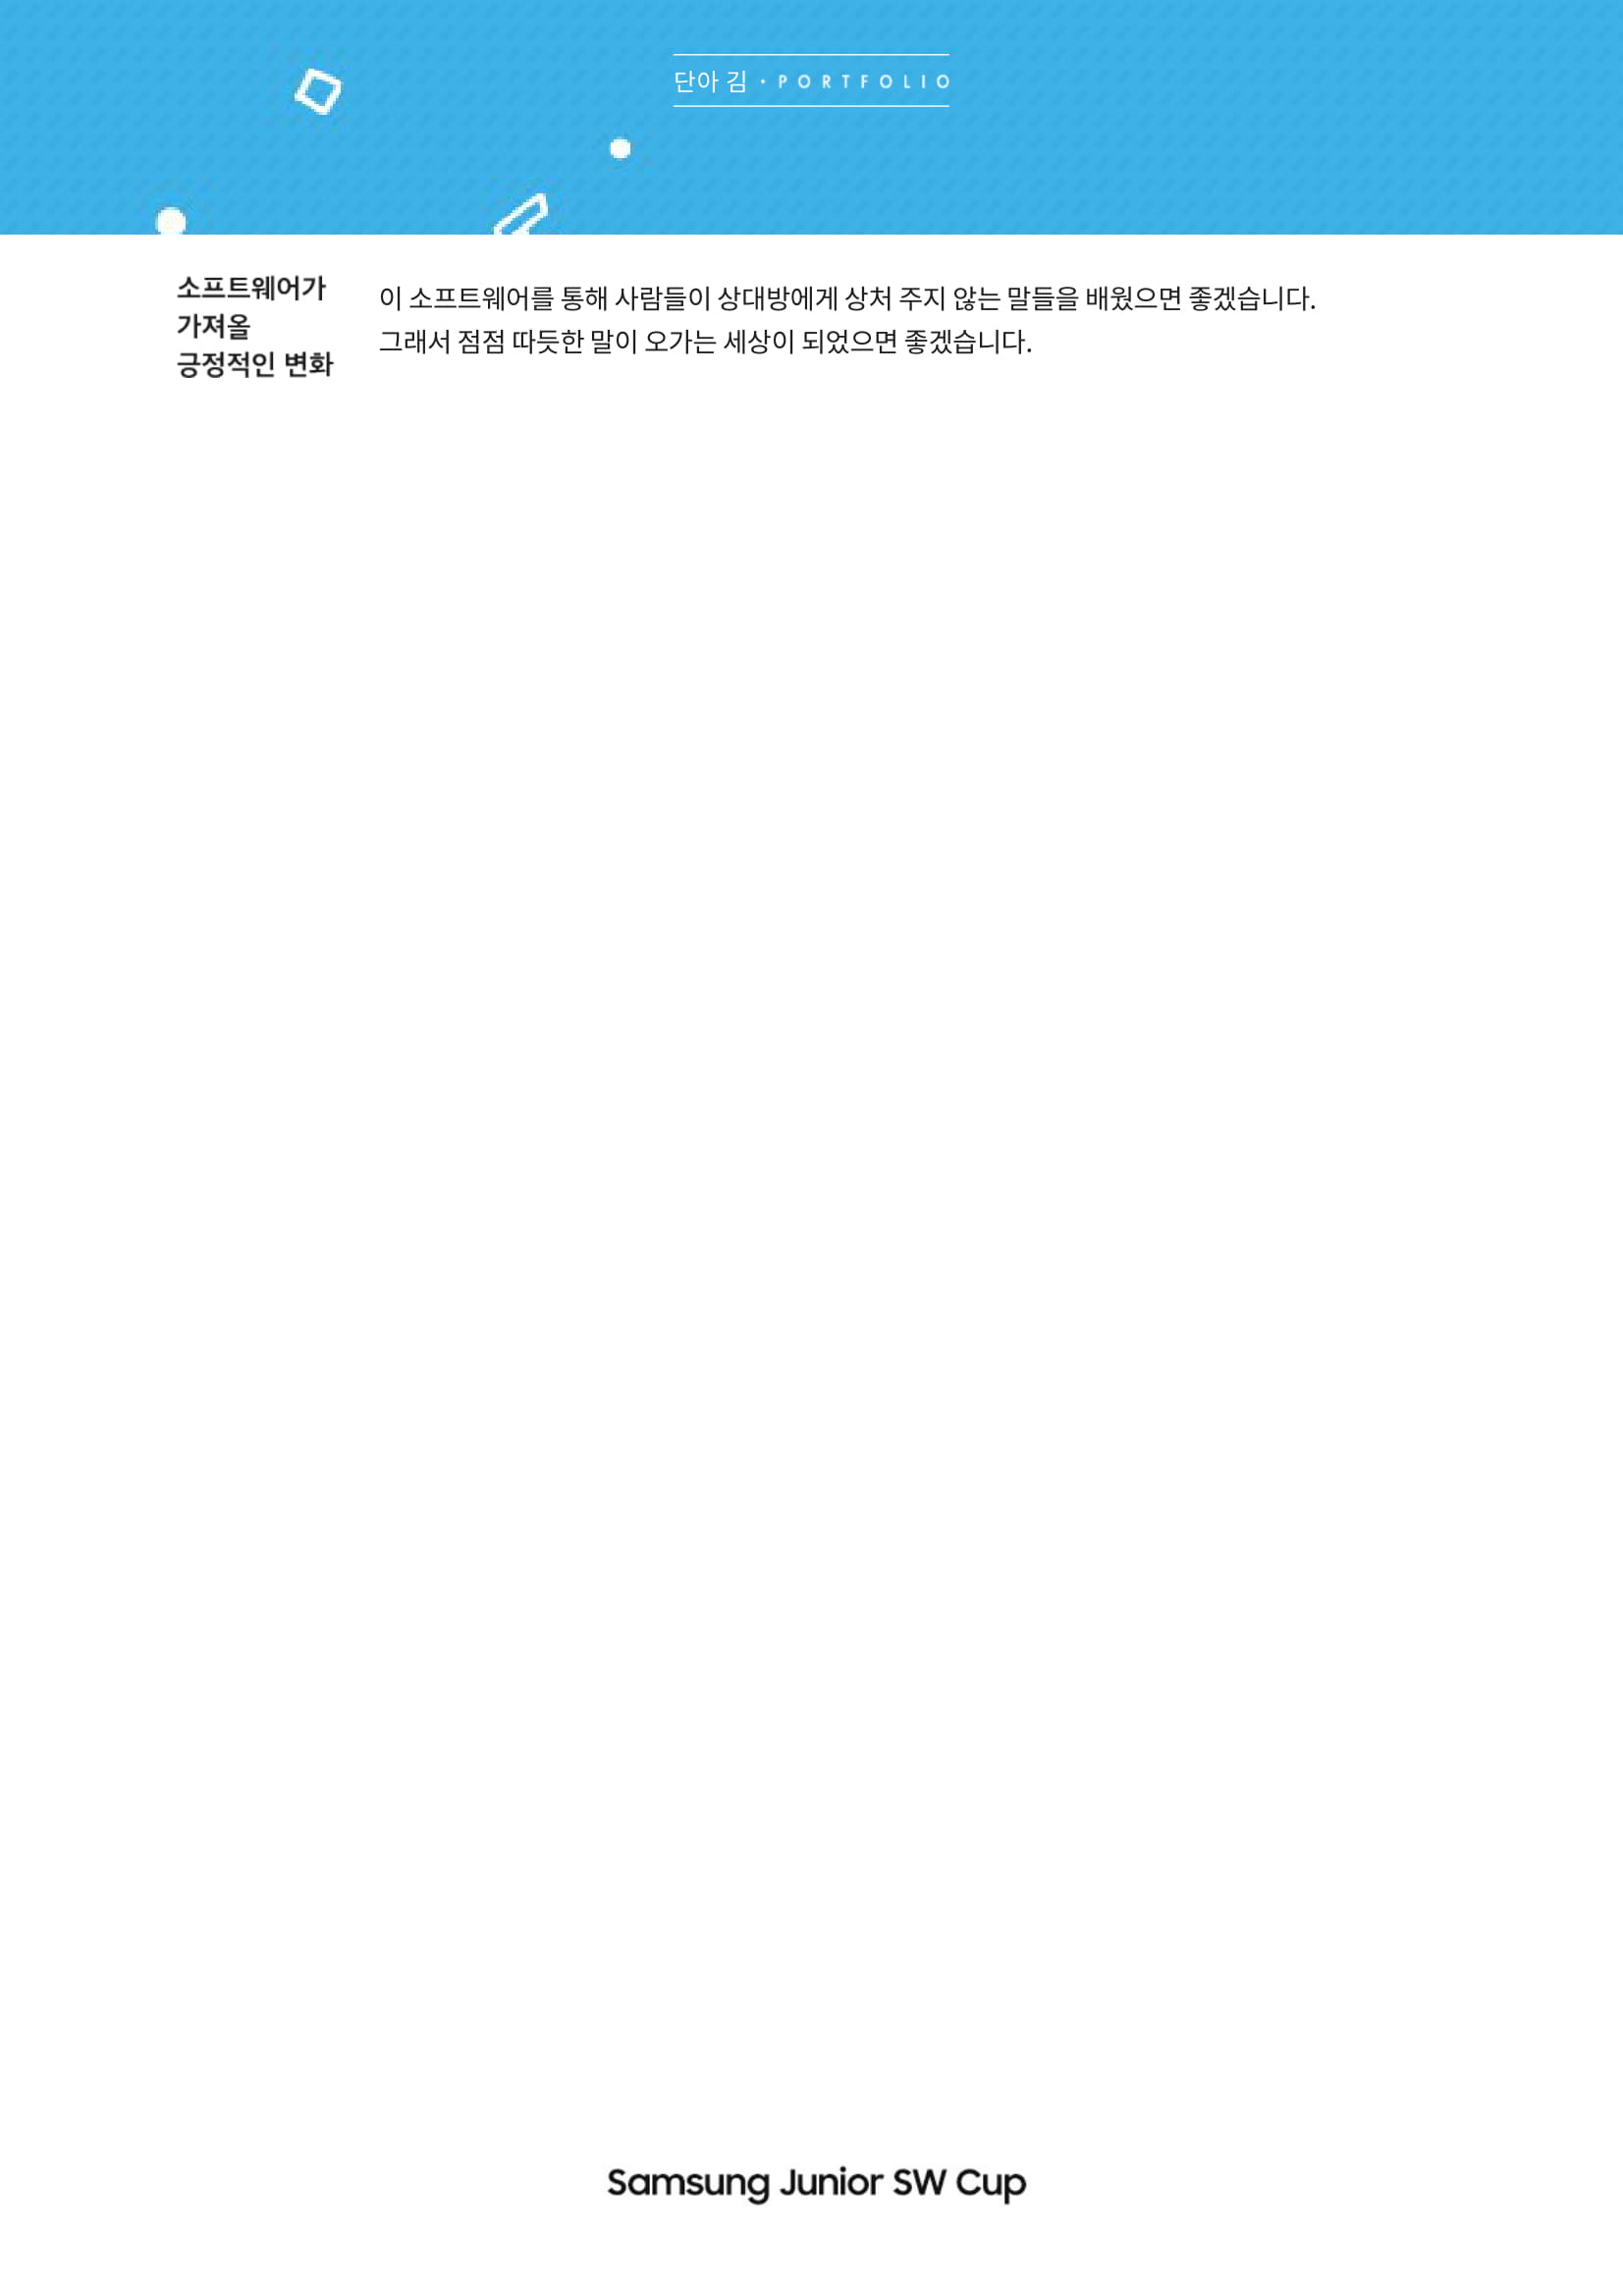 단아 김 · PORTFOLIO
소프트웨어가
가져올
긍정적인 변화
이 소프트웨어를 통해 사람들이 상대방에게 상처 주지 않는 말들을 배웠으면 좋겠습니다.
그래서 점점 따듯한 말이 오가는 세상이 되었으면 좋겠습니다.
Samsung Junior SW Cup